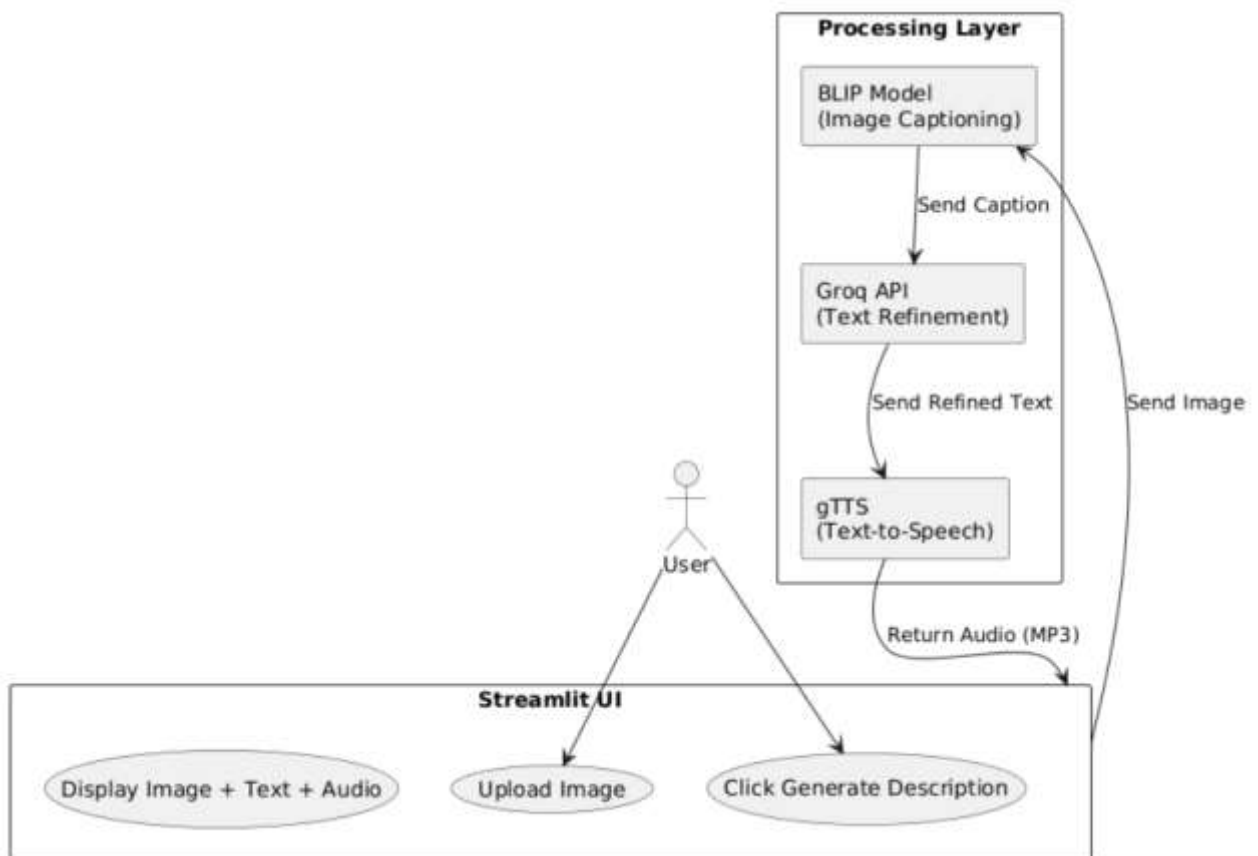 Processing Layer
BLIP Model
(Image Captioning)
Send Caption
Groq API
(Text Refinement)
Send Refined Text
Send Image
gTTS
(Text-to-Speech)
User
Return Audio (MP3)
Streamlit UI
Display Image + Text + Audio
Upload Image
Click Generate Description